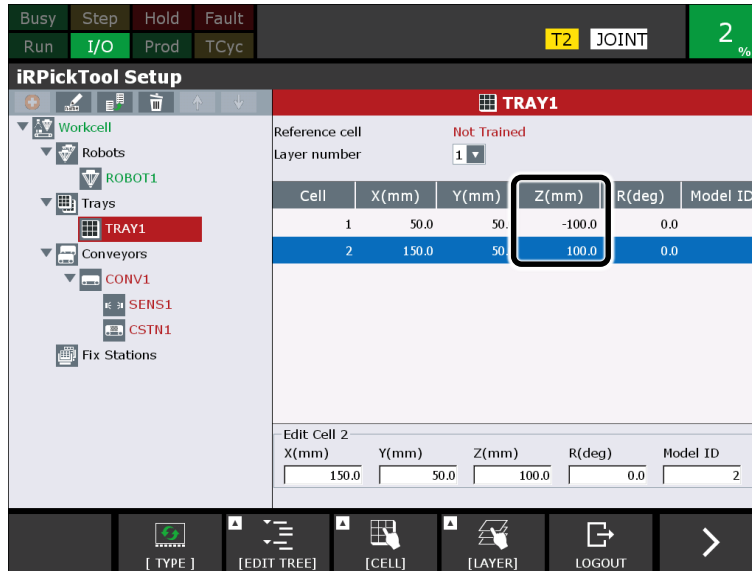 Busy Step Hold Fault
Run I/O Prod TCyc
T2 JOINT
2 %
iRPickTool Setup
TRAY1
Workcell
Robots
ROBOT1
Trays
TRAY1
Conveyors
CONV1
SENS1
CSTN1
Fix Stations
Reference cell Not Trained
Layer number 1
Cell X(mm) Y(mm) Z(mm) R(deg) Model ID
1 50.0 50. -100.0 0.0
2 150.0 50. 100.0 0.0
Edit Cell 2
X(mm) Y(mm) Z(mm) R(deg) Model ID
150.0 50.0 100.0 0.0 2
[ TYPE ] [EDIT TREE] [CELL] [LAYER] LOGOUT